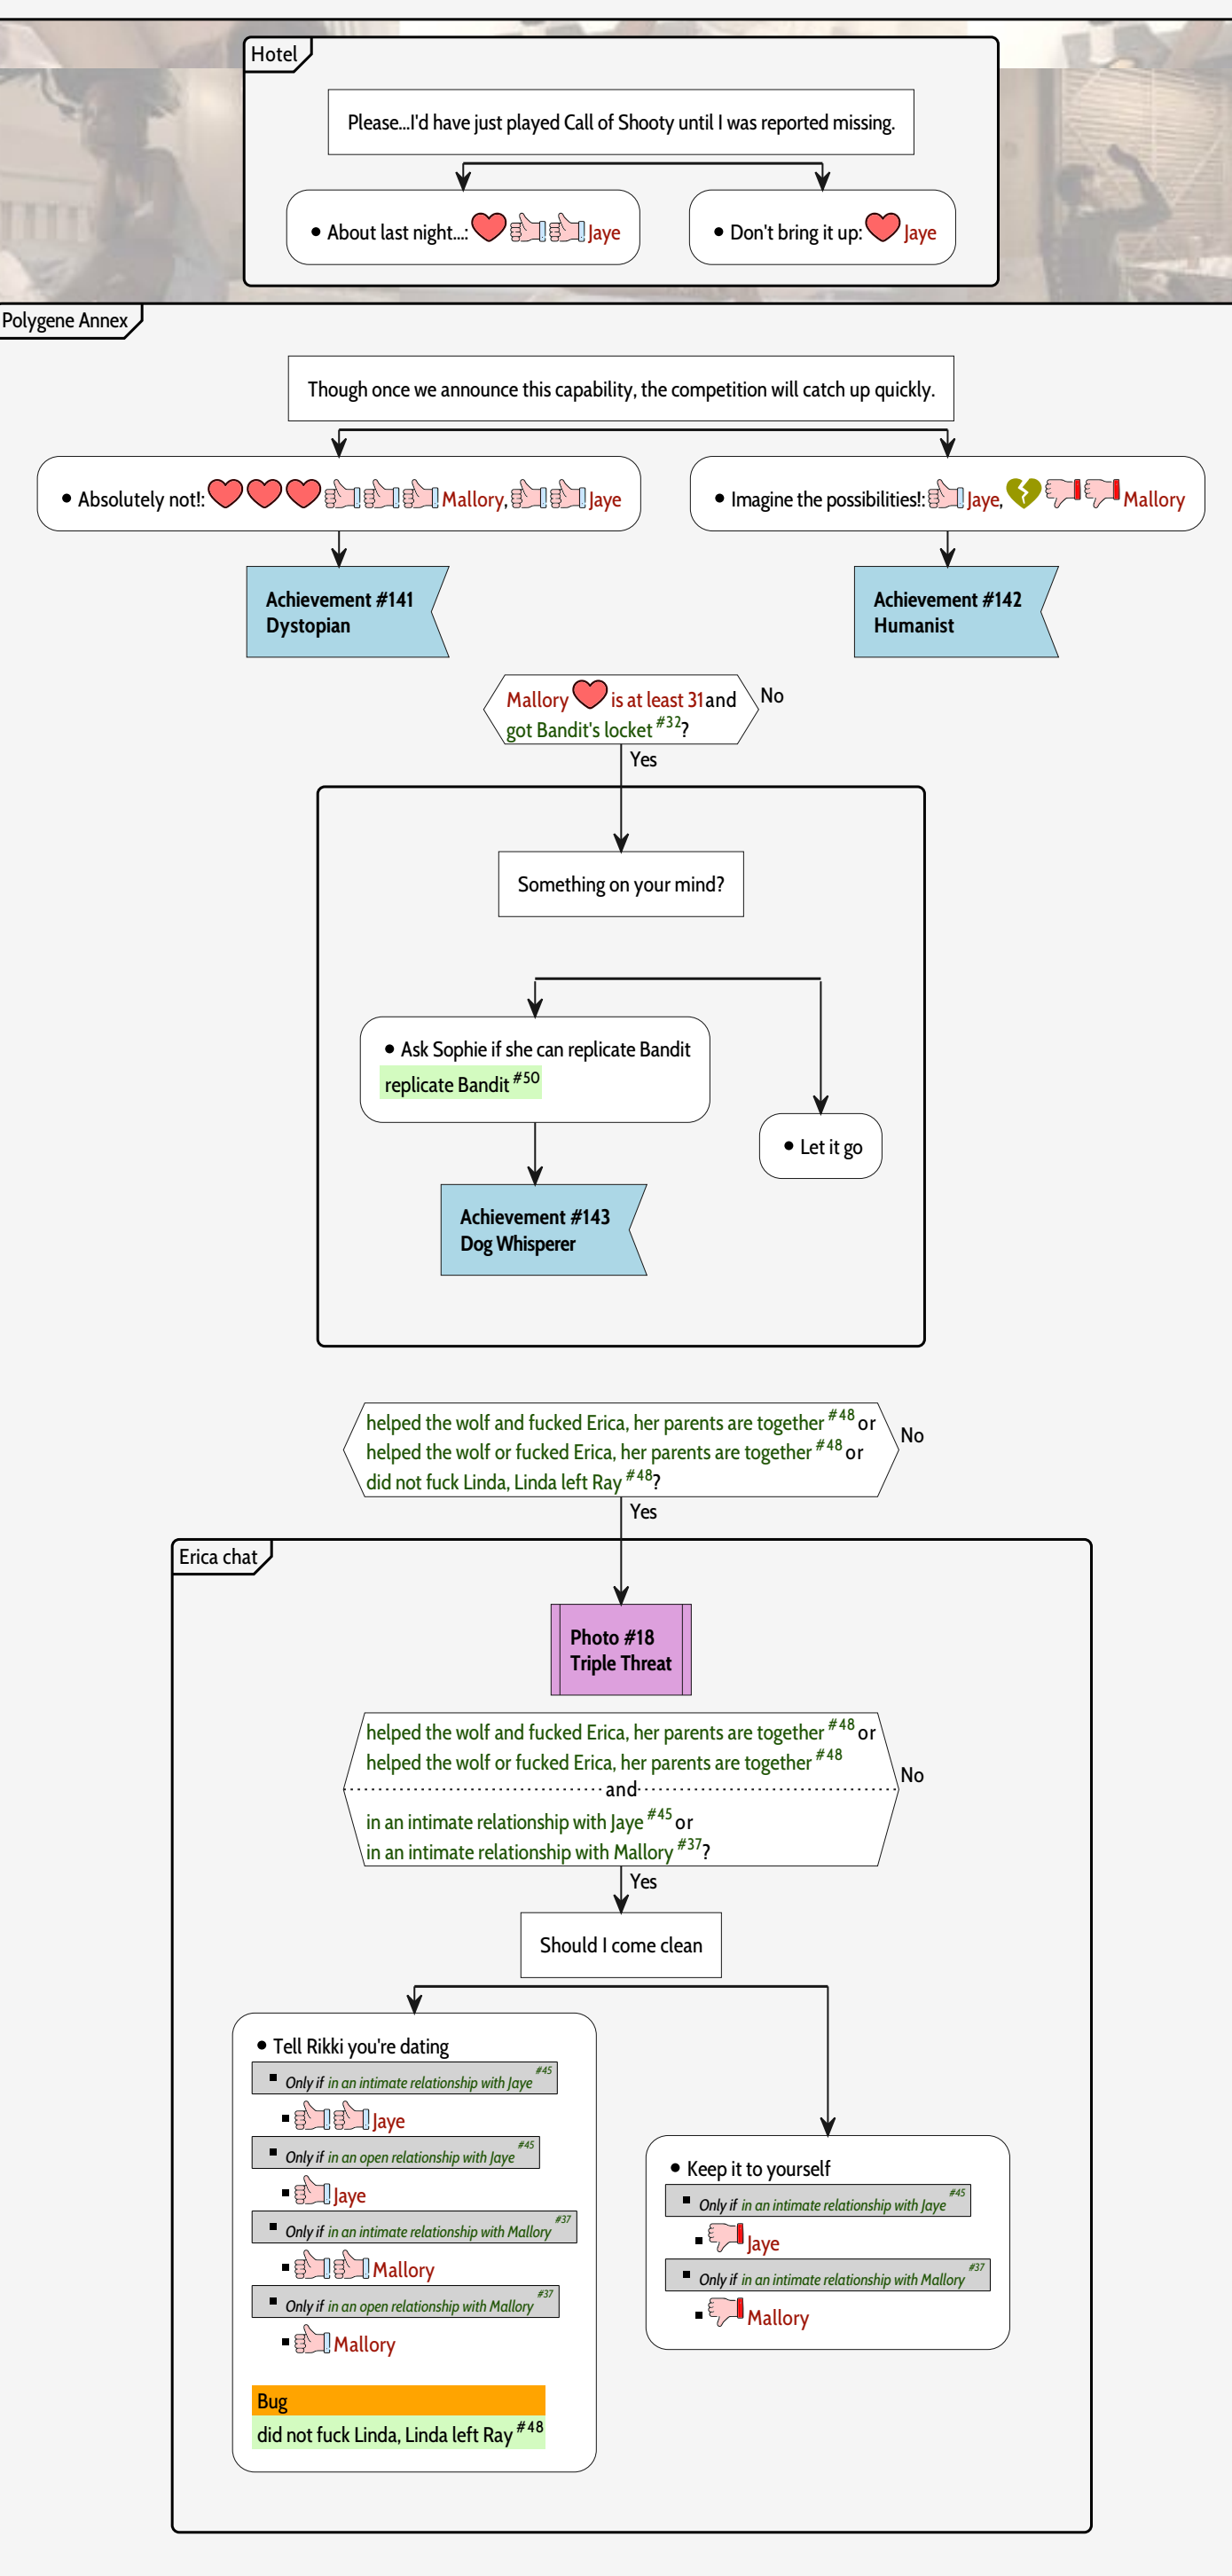 Hotel
Please...I'd have just played Call of Shooty until I was reported missing.
• About last night...: Jaye
• Don't bring it up: Jaye
Polygene Annex
Though once we announce this capability, the competition will catch up quickly.
• Absolutely not!: Mallory, Jaye
• Imagine the possibilities!: Jaye, Mallory
Achievement #141
Dystopian
Achievement #142
Humanist
Mallory is at least 31 and
got Bandit's locket #32?
No
Yes
Something on your mind?
• Ask Sophie if she can replicate Bandit
replicate Bandit #50
• Let it go
Achievement #143
Dog Whisperer
helped the wolf and fucked Erica, her parents are together #48 or
helped the wolf or fucked Erica, her parents are together #48 or
did not fuck Linda, Linda left Ray #48?
No
Yes
Erica chat
Photo #18
Triple Threat
helped the wolf and fucked Erica, her parents are together #48 or
helped the wolf or fucked Erica, her parents are together #48
and
in an intimate relationship with Jaye #45 or
in an intimate relationship with Mallory #37?
No
Yes
Should I come clean
• Tell Rikki you're dating
▪ Only if in an intimate relationship with Jaye #45
▪ Jaye
▪ Only if in an open relationship with Jaye #45
▪ Jaye
▪ Only if in an intimate relationship with Mallory #37
▪ Mallory
▪ Only if in an open relationship with Mallory #37
▪ Mallory
Bug
did not fuck Linda, Linda left Ray #48
• Keep it to yourself
▪ Only if in an intimate relationship with Jaye #45
▪ Jaye
▪ Only if in an intimate relationship with Mallory #37
▪ Mallory